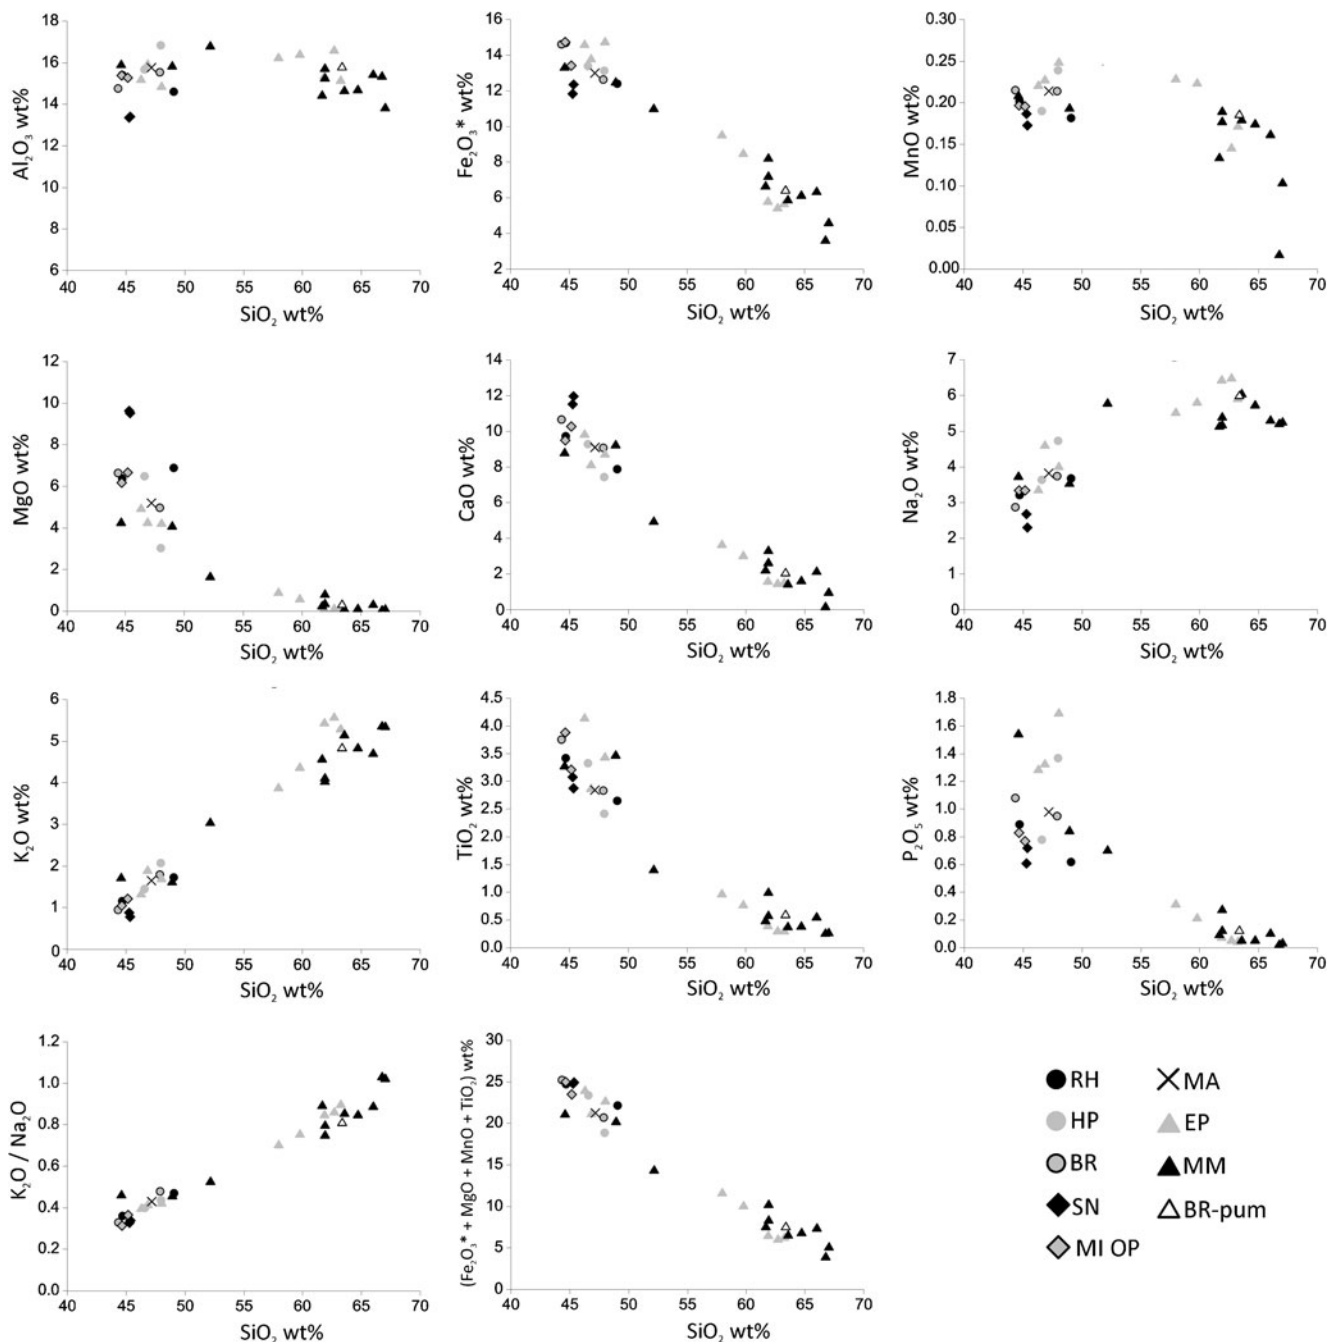 18
16
14
12
10
8
6
Al₂O₃ wt%
40 45 50 55 60 65 70
SiO₂ wt%
16
14
12
10
8
6
4
2
Fe₂O₃* wt%
40 45 50 55 60 65 70
SiO₂ wt%
0.30
0.25
0.20
0.15
0.10
0.05
0.00
MnO wt%
40 45 50 55 60 65 70
SiO₂ wt%
12
10
8
6
4
2
0
MgO wt%
40 45 50 55 60 65 70
SiO₂ wt%
14
12
10
8
6
4
2
0
CaO wt%
40 45 50 55 60 65 70
SiO₂ wt%
7
6
5
4
3
2
1
0
Na₂O wt%
40 45 50 55 60 65 70
SiO₂ wt%
6
5
4
3
2
1
0
K₂O wt%
40 45 50 55 60 65 70
SiO₂ wt%
4.5
4.0
3.5
3.0
2.5
2.0
1.5
1.0
0.5
0.0
TiO₂ wt%
40 45 50 55 60 65 70
SiO₂ wt%
1.8
1.6
1.4
1.2
1.0
0.8
0.6
0.4
0.2
0.0
P₂O₅ wt%
40 45 50 55 60 65 70
SiO₂ wt%
1.2
1.0
0.8
0.6
0.4
0.2
0.0
K₂O / Na₂O
40 45 50 55 60 65 70
SiO₂ wt%
30
25
20
15
10
5
0
(Fe₂O₃* + MgO + MnO + TiO₂) wt%
40 45 50 55 60 65 70
SiO₂ wt%
RH
HP
BR
SN
MI OP
MA
EP
MM
BR-pum